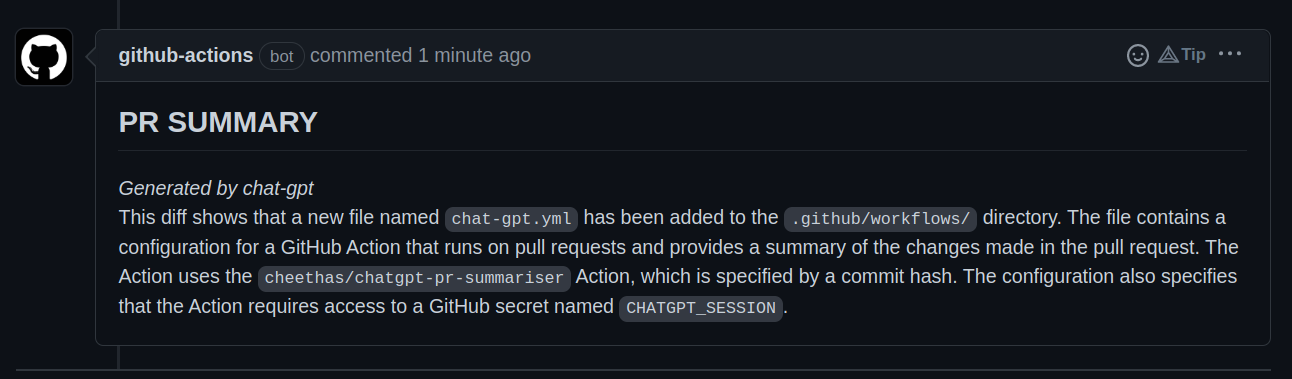 github-actions bot commented 1 minute ago Tip
PR SUMMARY
Generated by chat-gpt
This diff shows that a new file named chat-gpt.yml has been added to the .github/workflows/ directory. The file contains a
configuration for a GitHub Action that runs on pull requests and provides a summary of the changes made in the pull request. The
Action uses the cheethas/chatgpt-pr-summariser Action, which is specified by a commit hash. The configuration also specifies
that the Action requires access to a GitHub secret named CHATGPT_SESSION.